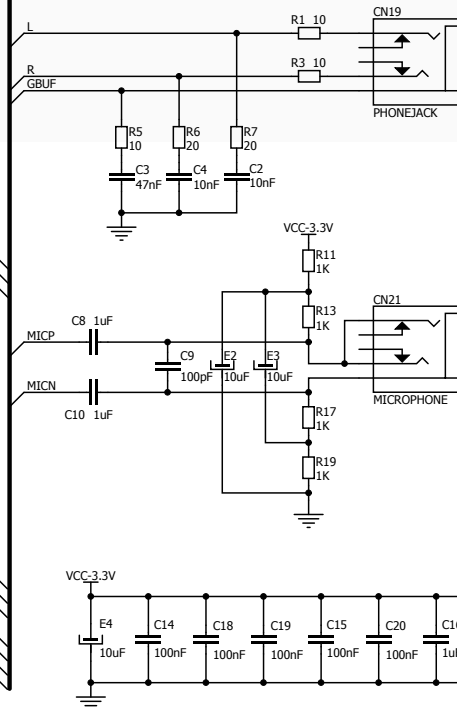 CN19
R1 10
L
R3 10
R
GBUF
PHONEJACK
R5
10
R6
20
R7
20
C3
47nF
C4
10nF
C2
10nF
VCC-3.3V
R11
1K
R13
1K
CN21
C8 1uF
MICP
C9
100pF
E2
10uF
E3
10uF
MICN
C10 1uF
MICROPHONE
R17
1K
R19
1K
VCC-3.3V
E4
10uF
C14
100nF
C18
100nF
C19
100nF
C15
100nF
C20
100nF